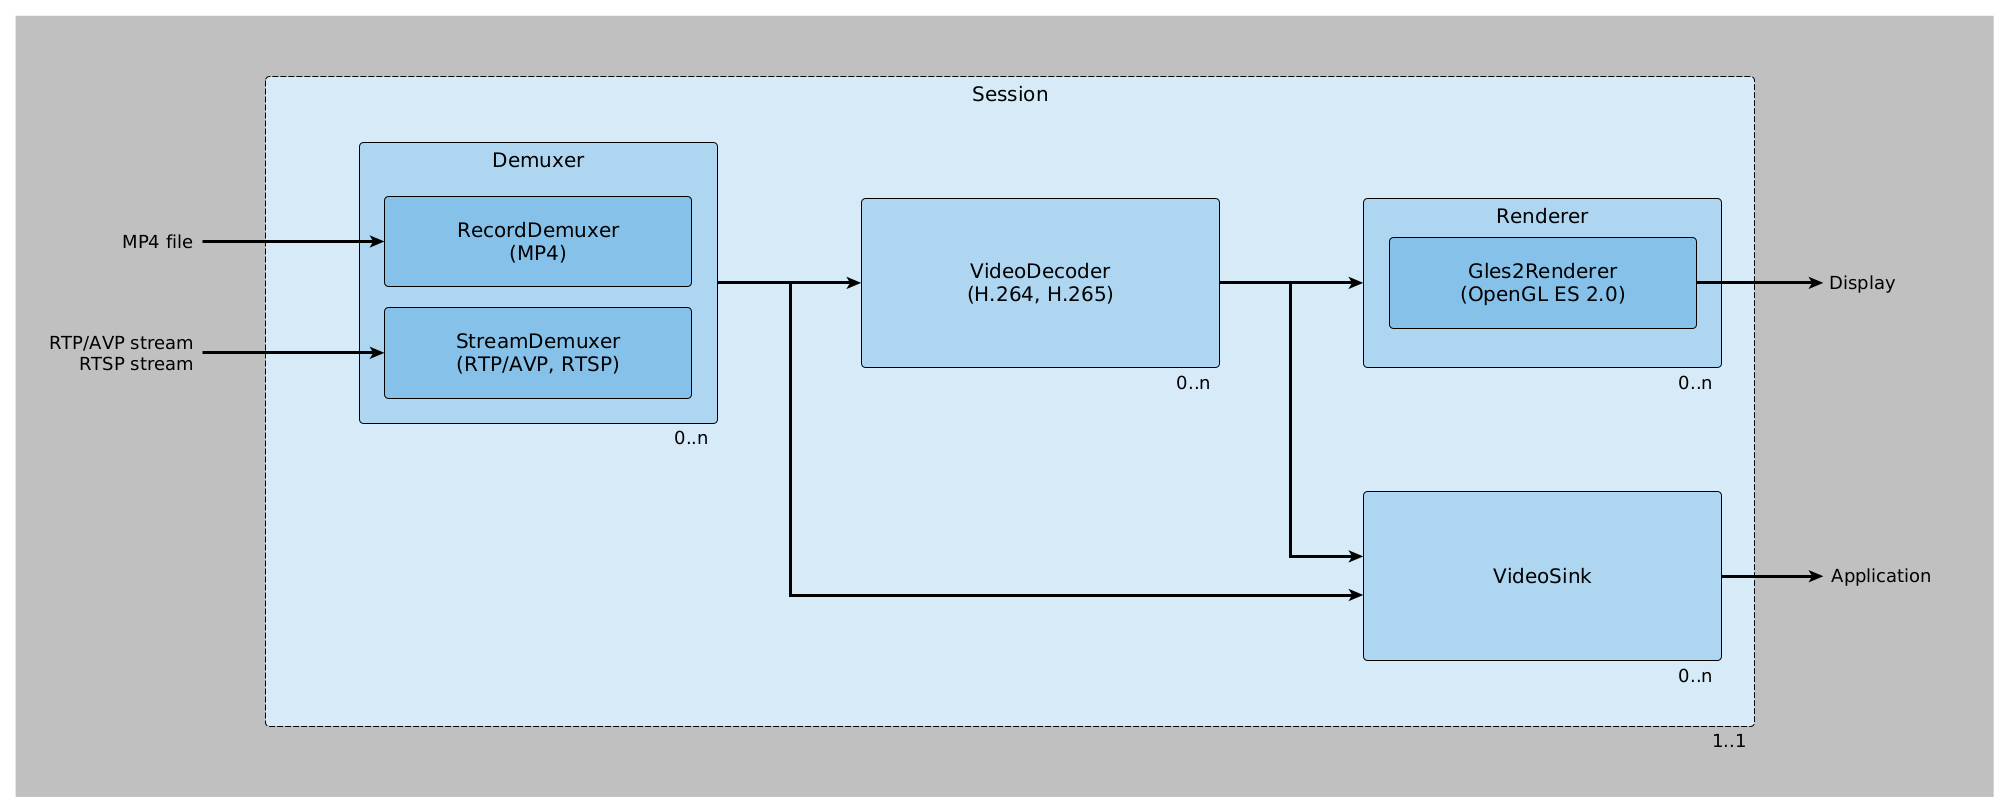 Session
Demuxer
RecordDemuxer
(MP4)
MP4 file
StreamDemuxer
(RTP/AVP, RTSP)
RTP/AVP stream
RTSP stream
0..n
VideoDecoder
(H.264, H.265)
0..n
Renderer
Gles2Renderer
(OpenGL ES 2.0)
0..n
Display
VideoSink
0..n
Application
1..1